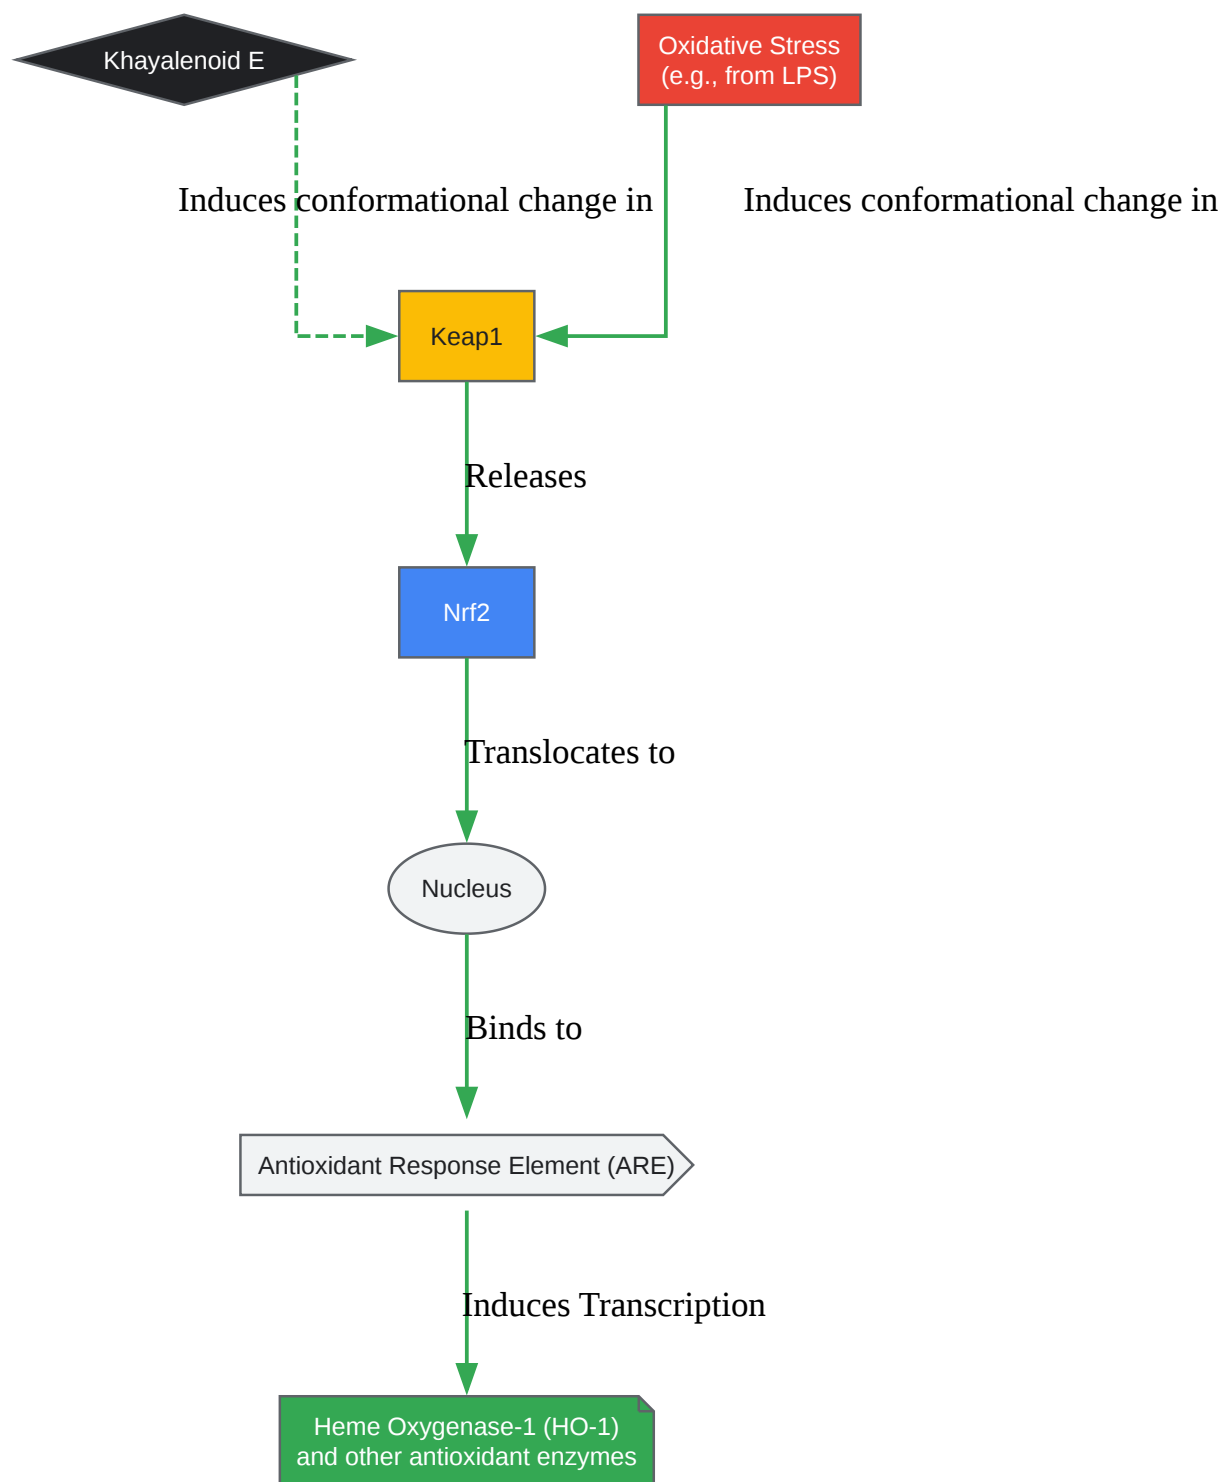 Khayalenoid E
Oxidative Stress
(e.g., from LPS)
Induces conformational change in
Induces conformational change in
Keap1
Releases
Nrf2
Translocates to
Nucleus
Binds to
Antioxidant Response Element (ARE)
Induces Transcription
Heme Oxygenase-1 (HO-1)
and other antioxidant enzymes